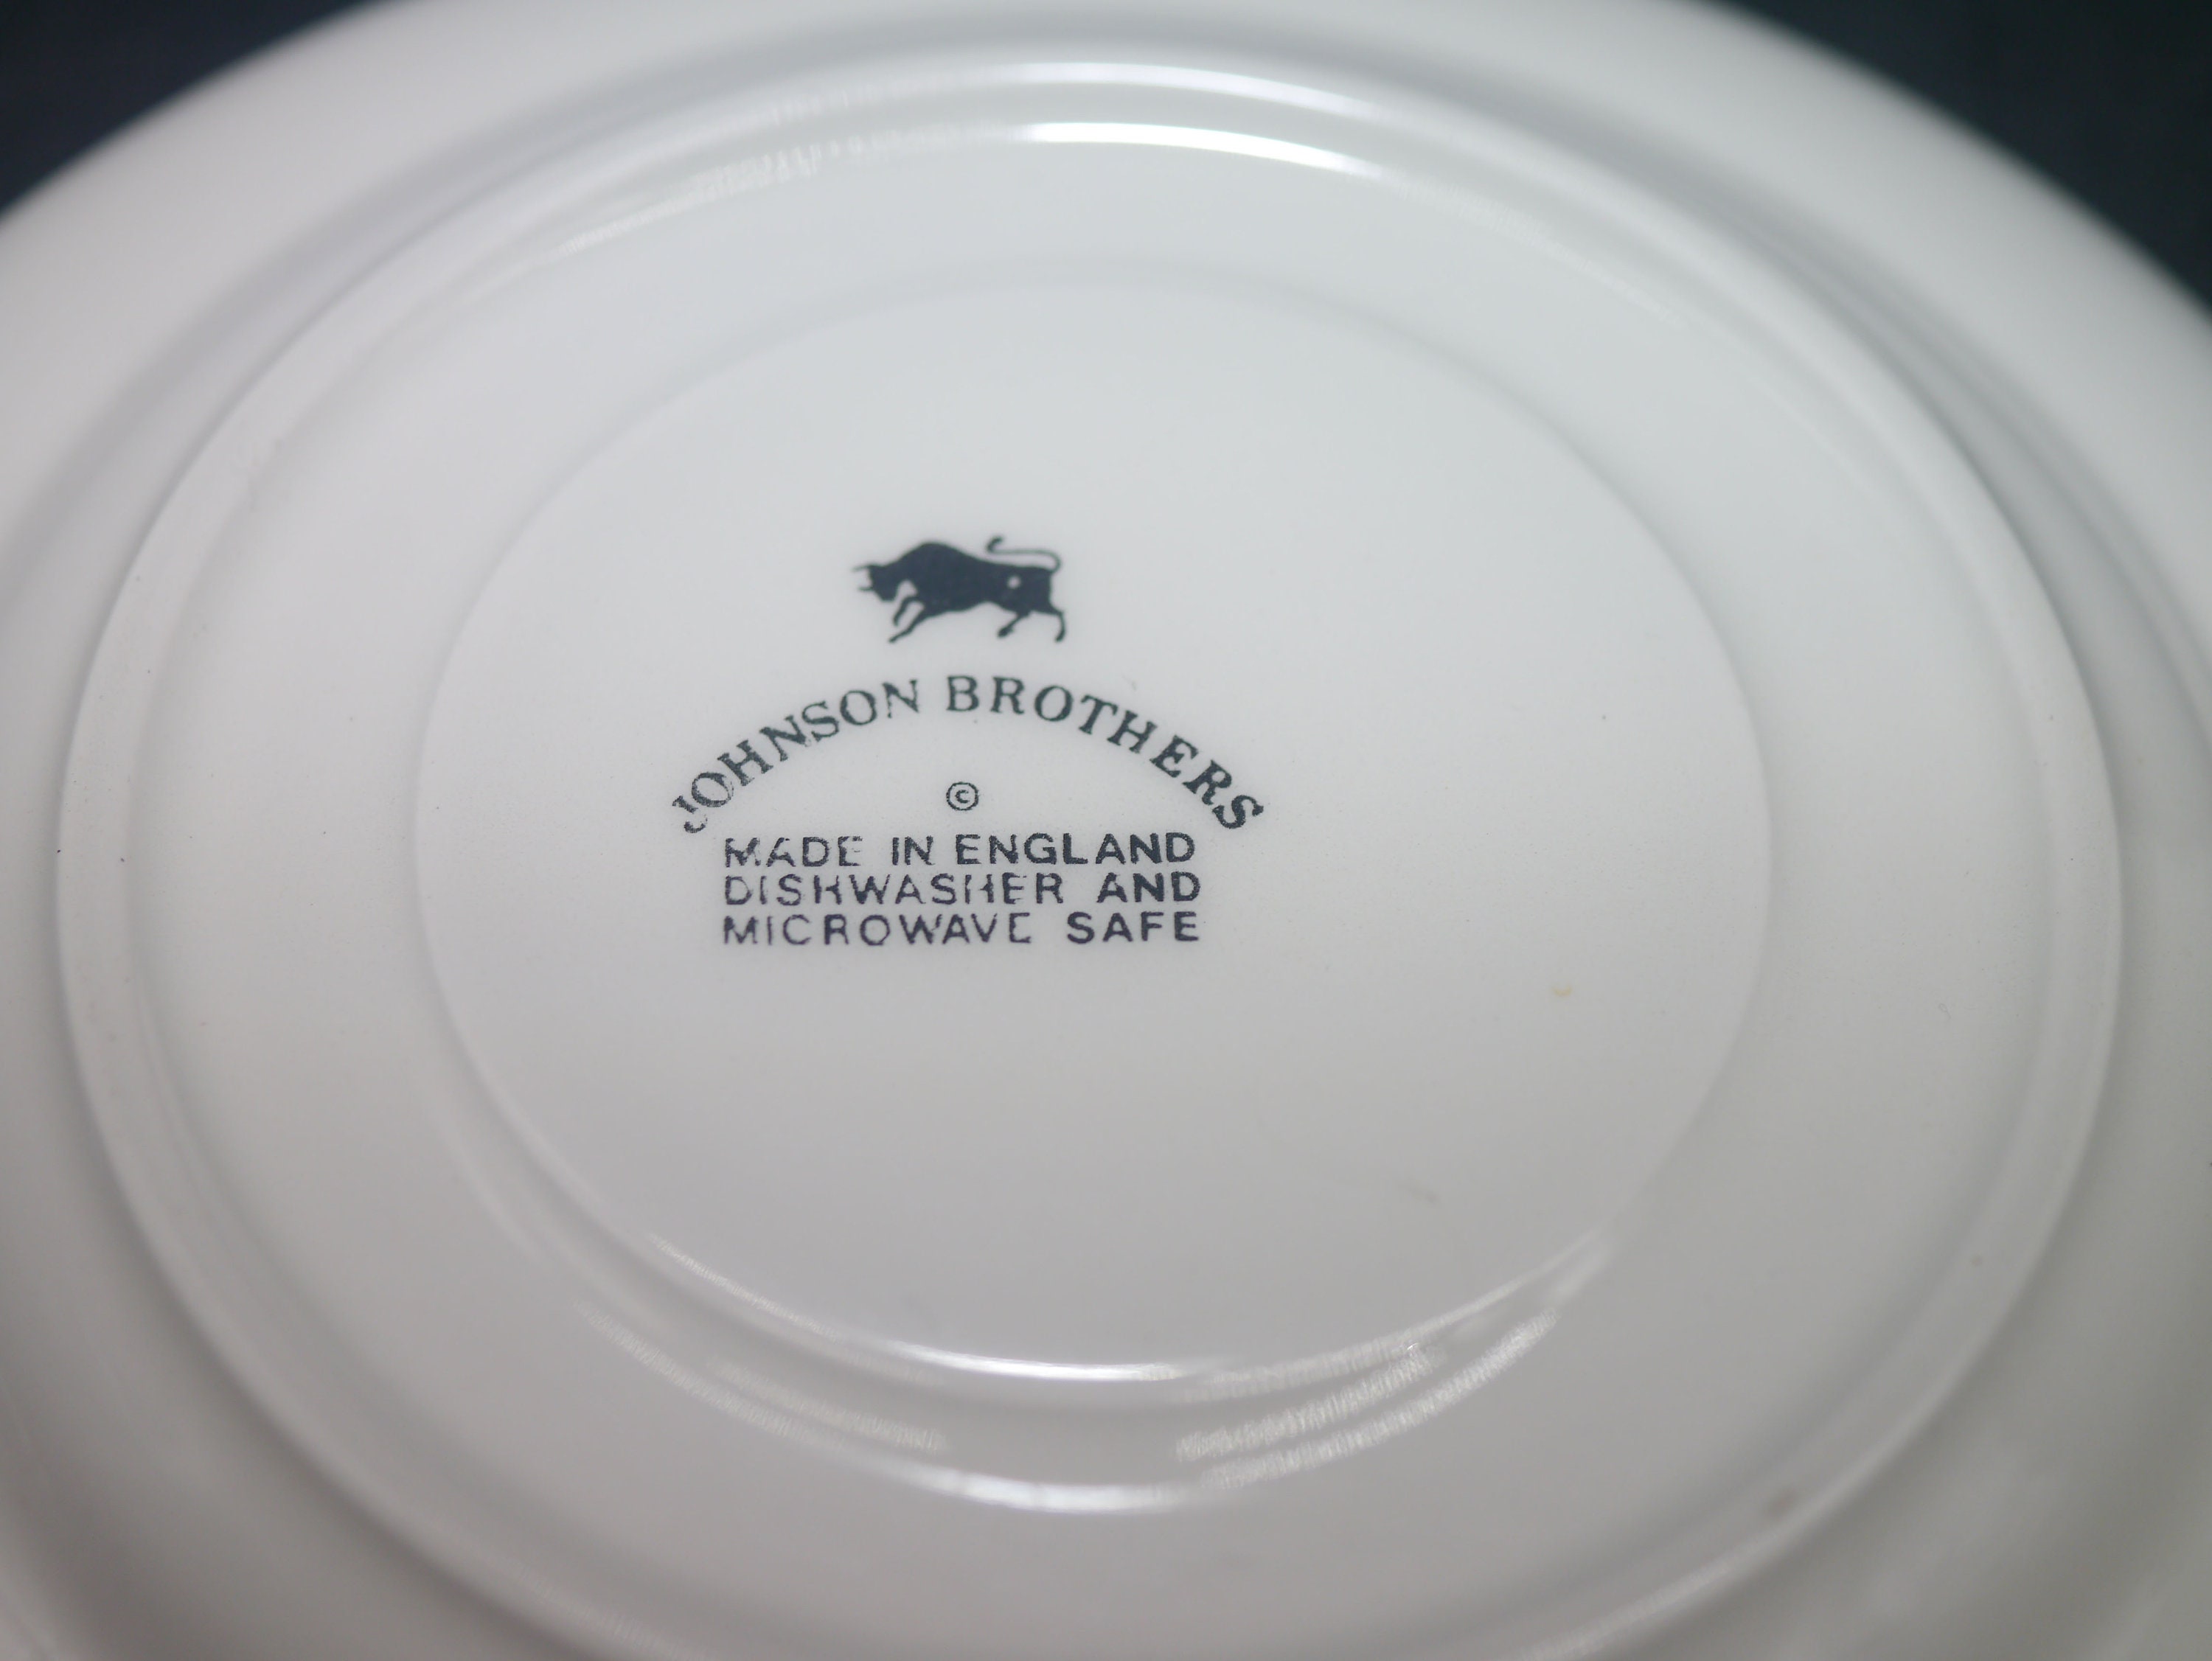 JOHNSON BROTHERS
©
MADE IN ENGLAND
DISHWASHER AND
MICROWAVE SAFE